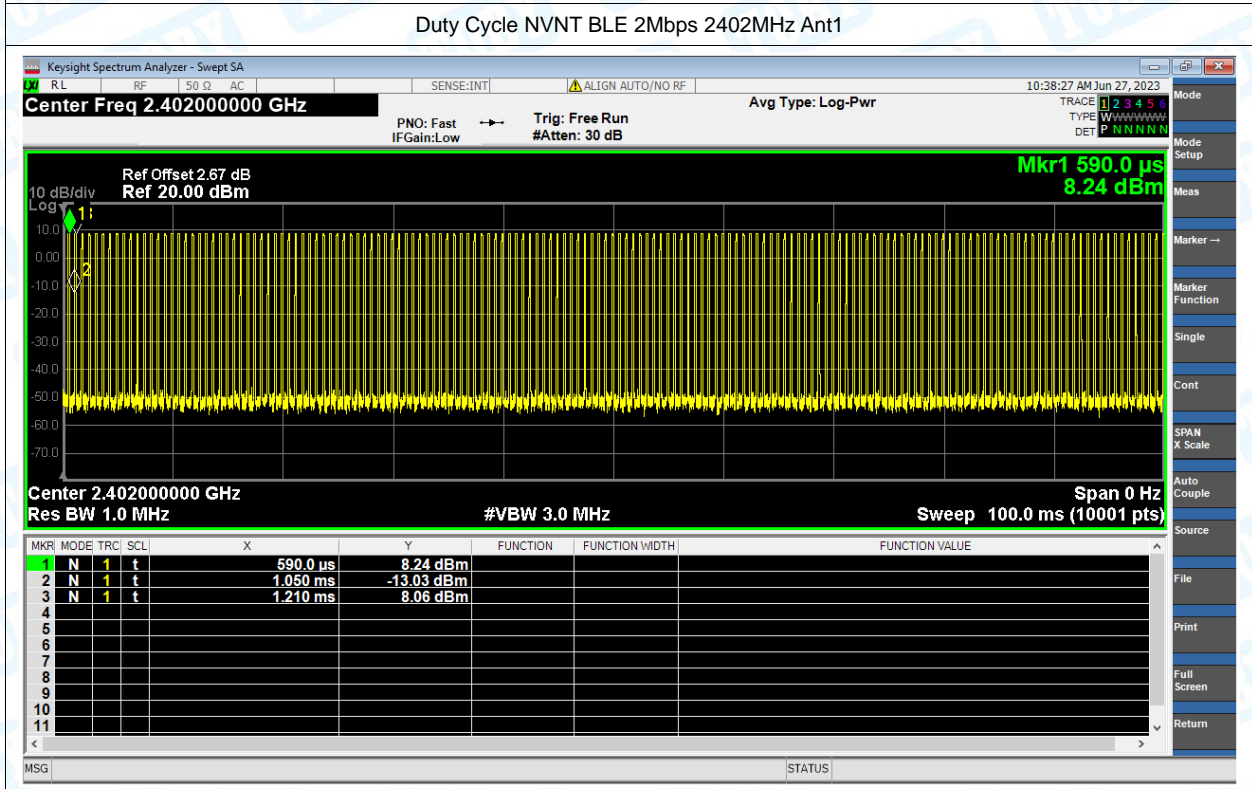 Duty Cycle NVNT BLE 2Mbps 2402MHz Ant1
Keysight Spectrum Analyzer - Swept SA
LXI RL RF 50 Ω AC SENSE:INT ALIGN AUTO/NO RF 10:38:27 AM Jun 27, 2023
Center Freq 2.402000000 GHz
PNO: Fast
IFGain:Low
Trig: Free Run
#Atten: 30 dB
Avg Type: Log-Pwr
TRACE 1 2 3 4 5 6
TYPE W W W W W W
DET P N N N N N
Mkr1 590.0 µs
8.24 dBm
Ref Offset 2.67 dB
10 dB/div Ref 20.00 dBm
Log
1 3
10.0
0.00
2
-10.0
-20.0
-30.0
-40.0
-50.0
-60.0
-70.0
Center 2.402000000 GHz Span 0 Hz
Res BW 1.0 MHz #VBW 3.0 MHz Sweep 100.0 ms (10001 pts)
MKR MODE TRC SCL X Y FUNCTION FUNCTION WIDTH FUNCTION VALUE
1 N 1 t 590.0 µs 8.24 dBm
2 N 1 t 1.050 ms -13.03 dBm
3 N 1 t 1.210 ms 8.06 dBm
4
5
6
7
8
9
10
11
MSG STATUS
Mode
Mode Setup
Meas
Marker →
Marker Function
Single
Cont
SPAN X Scale
Auto Couple
Source
File
Print
Full Screen
Return